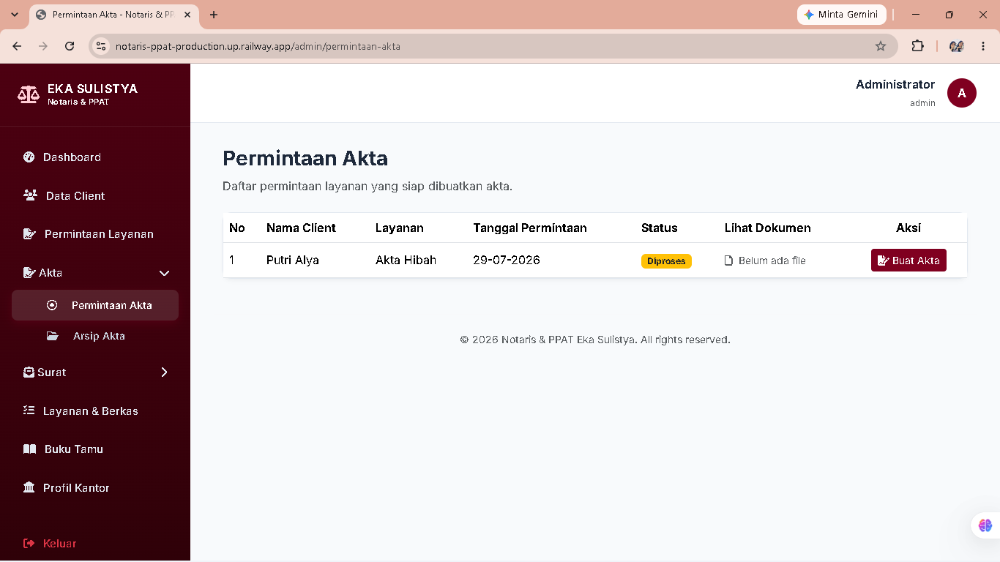 Permintaan Akta - Notaris & PP
Minta Gemini
notaris-ppat-production.up.railway.app/admin/permintaan-akta
EKA SULISTYA
Notaris & PPAT
Administrator
admin
A
Dashboard
Data Client
Permintaan Layanan
Akta
Permintaan Akta
Arsip Akta
Surat
Layanan & Berkas
Buku Tamu
Profil Kantor
Keluar
Permintaan Akta
Daftar permintaan layanan yang siap dibuatkan akta.
No Nama Client Layanan Tanggal Permintaan Status Lihat Dokumen Aksi
1 Putri Alya Akta Hibah 29-07-2026 Diproses Belum ada file Buat Akta
© 2026 Notaris & PPAT Eka Sulistya. All rights reserved.